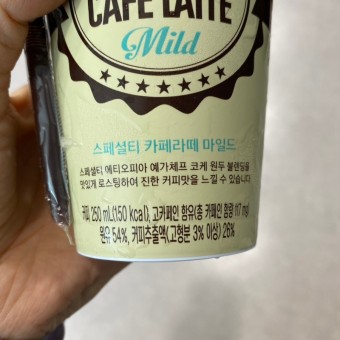 CAFE LATTE
Mild
스페셜티 카페라떼 마일드
스페셜티 에티오피아 예가체프 코케 원두 블렌딩을
맛있게 로스팅하여 진한 커피맛을 느낄 수 있습니다.
커피, 250 mL(150 kcal), 고카페인 함유(총 카페인 함량 117 mg)
원유 54%, 커피추출액(고형분 3% 이상) 26%